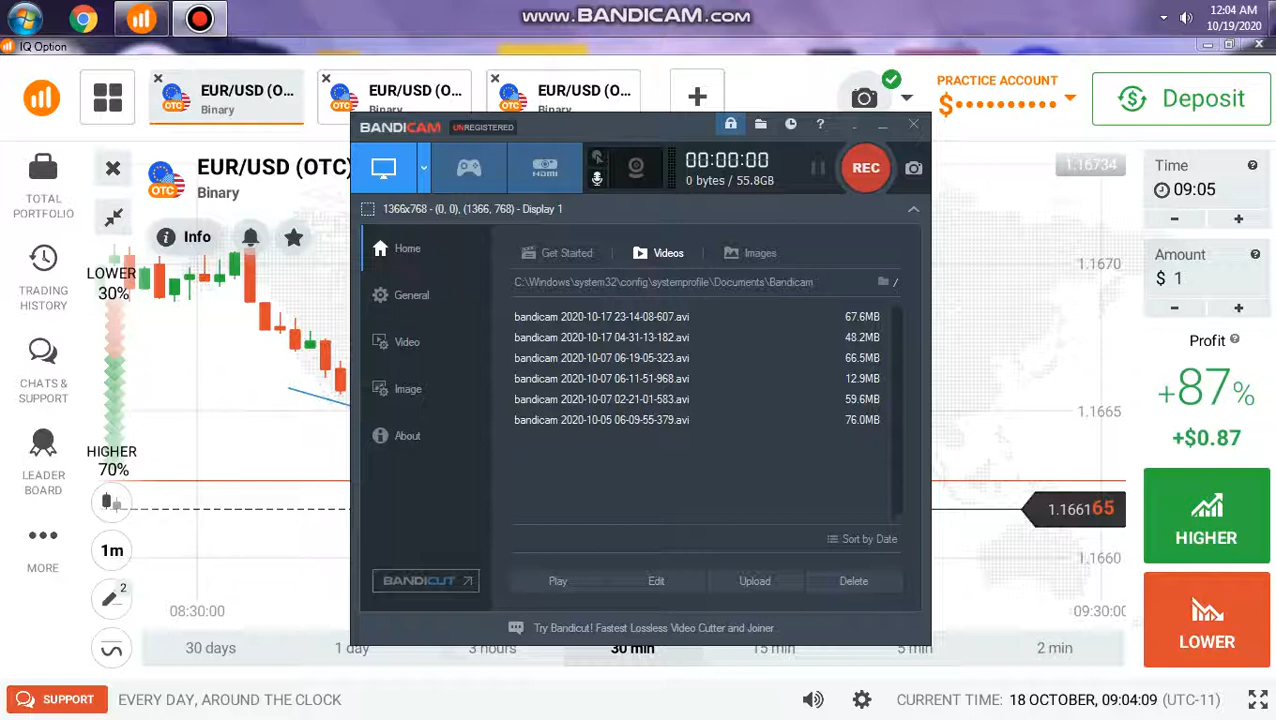 www.BANDICAM.com
12:04 AM
10/19/2020
IQ Option
EUR/USD (O...
Binary
EUR/USD (O...
Binary
EUR/USD (O...
Binary
PRACTICE ACCOUNT
Deposit
TOTAL
PORTFOLIO
TRADING
HISTORY
CHATS &
SUPPORT
LEADER
BOARD
MORE
EUR/USD (OTC)
Binary
Info
LOWER
30%
HIGHER
70%
1m
2
08:30:00
BANDICAM UNREGISTERED
00:00:00
0 bytes / 55.8GB
REC
HDMI
1366x768 - (0, 0), (1366, 768) - Display 1
Home
General
Video
Image
About
BANDICUT
Get Started
Videos
Images
C:\Windows\system32\config\systemprofile\Documents\Bandicam
/
bandicam 2020-10-17 23-14-08-607.avi 67.6MB
bandicam 2020-10-17 04-31-13-182.avi 48.2MB
bandicam 2020-10-07 06-19-05-323.avi 66.5MB
bandicam 2020-10-07 06-11-51-968.avi 12.9MB
bandicam 2020-10-07 02-21-01-583.avi 59.6MB
bandicam 2020-10-05 06-09-55-379.avi 76.0MB
Sort by Date
Play
Edit
Upload
Delete
Try Bandicut! Fastest Lossless Video Cutter and Joiner
1.16734
1.1670
1.1665
1.166165
1.1660
09:30:00
Time
09:05
Amount
$ 1
Profit
+87%
+$0.87
HIGHER
LOWER
30 days
1 day
3 hours
30 min
15 min
5 min
2 min
SUPPORT
EVERY DAY, AROUND THE CLOCK
CURRENT TIME: 18 OCTOBER, 09:04:09 (UTC-11)